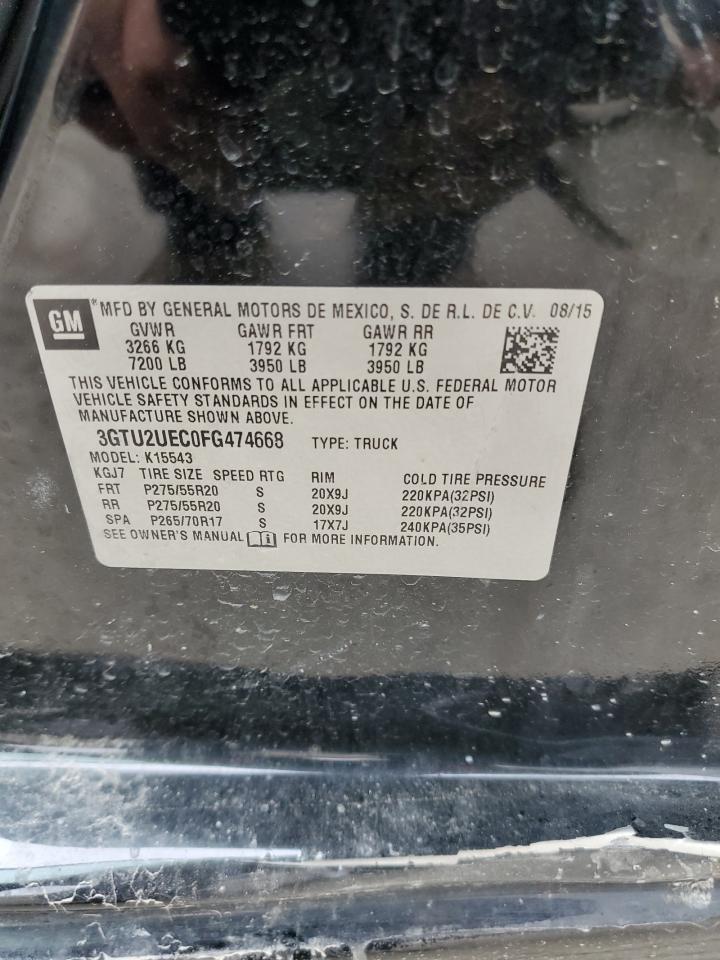 GM
®MFD BY GENERAL MOTORS DE MEXICO, S. DE R.L. DE C.V. 08/15
GVWR GAWR FRT GAWR RR
3266 KG 1792 KG 1792 KG
7200 LB 3950 LB 3950 LB
THIS VEHICLE CONFORMS TO ALL APPLICABLE U.S. FEDERAL MOTOR
VEHICLE SAFETY STANDARDS IN EFFECT ON THE DATE OF
MANUFACTURE SHOWN ABOVE.
3GTU2UEC0FG474668 TYPE: TRUCK
MODEL: K15543
KGJ7 TIRE SIZE SPEED RTG RIM COLD TIRE PRESSURE
FRT P275/55R20 S 20X9J 220KPA(32PSI)
RR P275/55R20 S 20X9J 220KPA(32PSI)
SPA P265/70R17 S 17X7J 240KPA(35PSI)
SEE OWNER'S MANUAL FOR MORE INFORMATION.